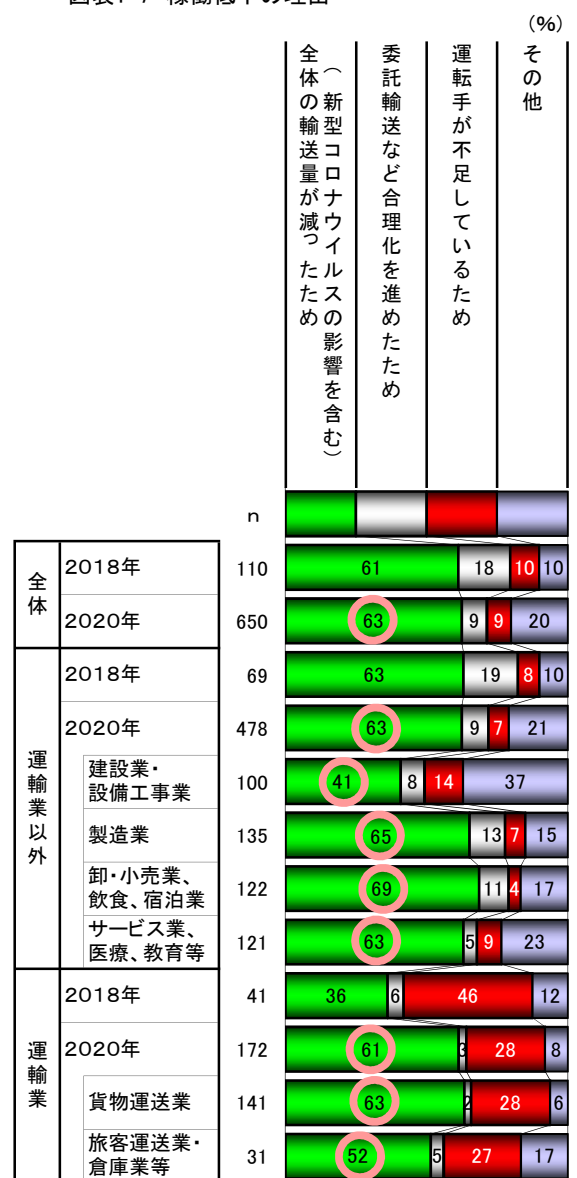 (%)
全体の輸送量が減ったため
（新型コロナウイルスの影響を含む）
委託輸送など合理化を進めたため
運転手が不足しているため
その他
n
全体
2018年 110 61 18 10 10
2020年 650 63 9 9 20
運輸業以外
2018年 69 63 19 8 10
2020年 478 63 9 7 21
建設業・
設備工事業 100 41 8 14 37
製造業 135 65 13 7 15
卸・小売業、
飲食、宿泊業 122 69 11 4 17
サービス業、
医療、教育等 121 63 5 9 23
運輸業
2018年 41 36 6 46 12
2020年 172 61 3 28 8
貨物運送業 141 63 2 28 6
旅客運送業・
倉庫業等 31 52 5 27 17